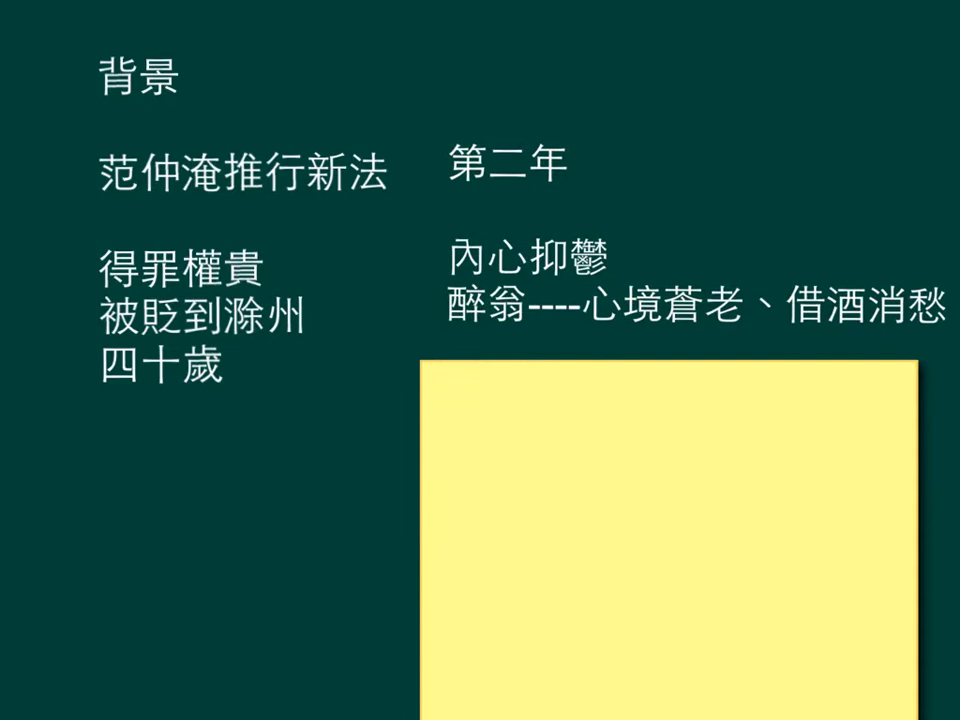 背景
范仲淹推行新法
得罪權貴
被貶到滁州
四十歲
第二年
內心抑鬱
醉翁----心境蒼老、借酒消愁